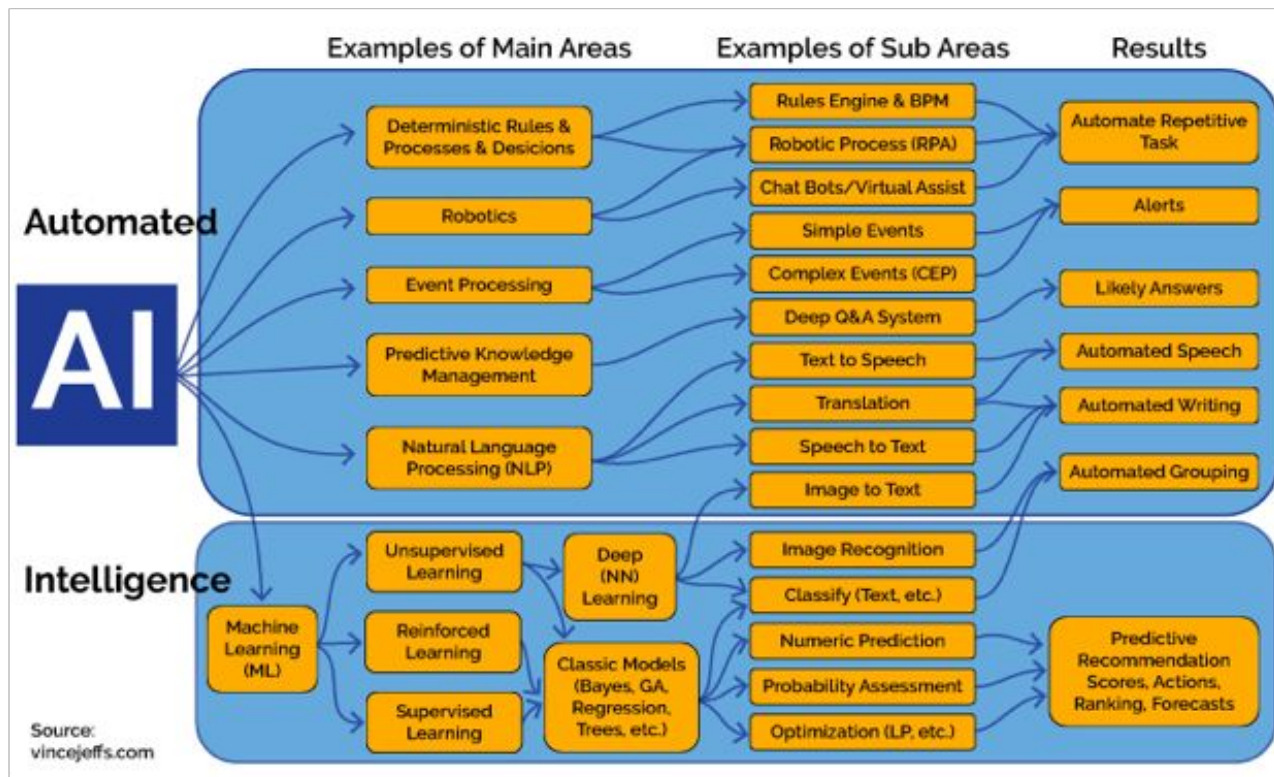 Examples of Main Areas
Examples of Sub Areas
Results
Automated
AI
Deterministic Rules &
Processes & Desicions
Robotics
Event Processing
Predictive Knowledge
Management
Natural Language
Processing (NLP)
Rules Engine & BPM
Robotic Process (RPA)
Chat Bots/Virtual Assist
Simple Events
Complex Events (CEP)
Deep Q&A System
Text to Speech
Translation
Speech to Text
Image to Text
Automate Repetitive
Task
Alerts
Likely Answers
Automated Speech
Automated Writing
Automated Grouping
Intelligence
Machine
Learning
(ML)
Unsupervised
Learning
Reinforced
Learning
Supervised
Learning
Deep
(NN)
Learning
Classic Models
(Bayes, GA,
Regression,
Trees, etc.)
Image Recognition
Classify (Text, etc.)
Numeric Prediction
Probability Assessment
Optimization (LP, etc.)
Predictive
Recommendation
Scores, Actions,
Ranking, Forecasts
Source:
vincejeffs.com